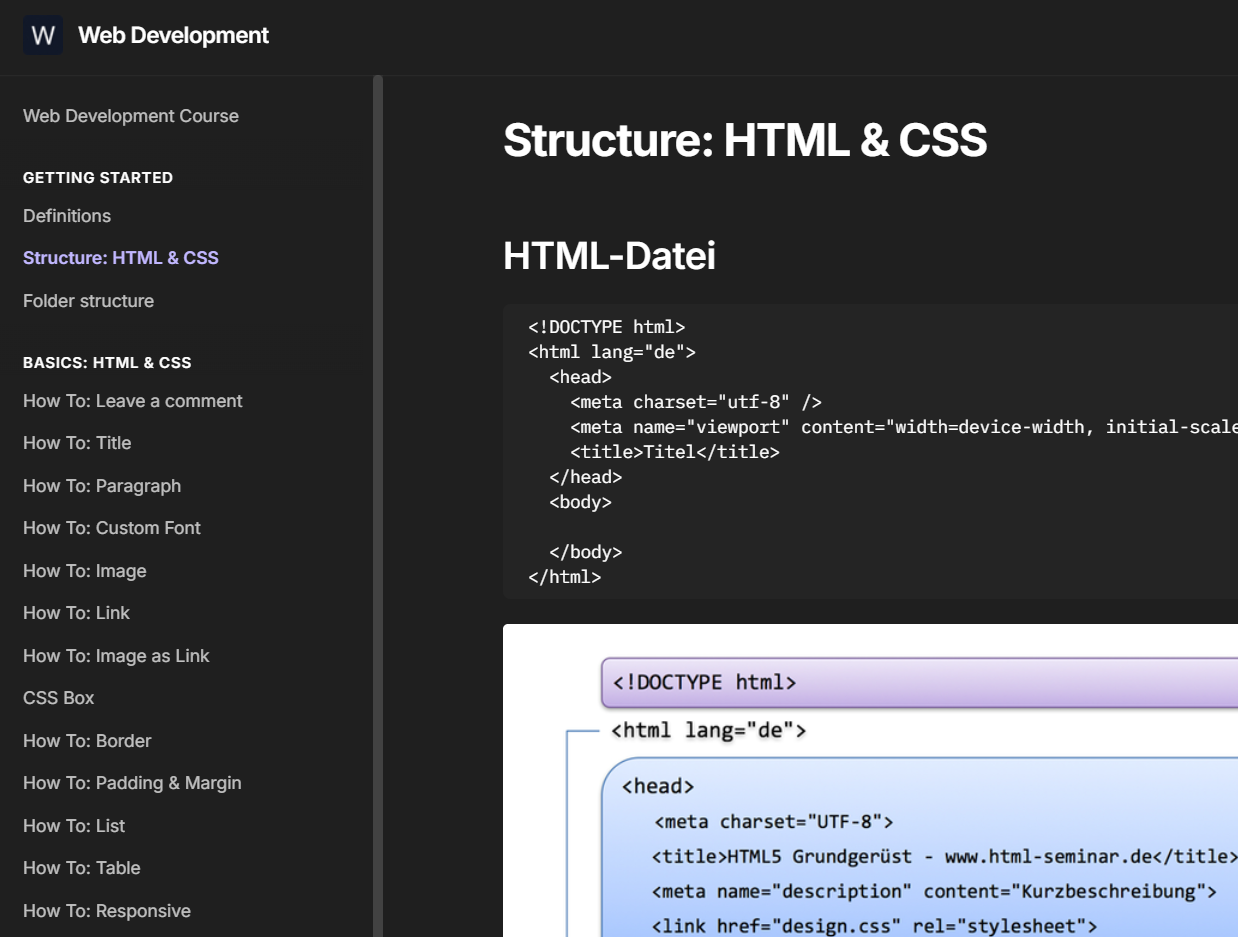 W Web Development
Web Development Course
GETTING STARTED
Definitions
Structure: HTML & CSS
Folder structure
BASICS: HTML & CSS
How To: Leave a comment
How To: Title
How To: Paragraph
How To: Custom Font
How To: Image
How To: Link
How To: Image as Link
CSS Box
How To: Border
How To: Padding & Margin
How To: List
How To: Table
How To: Responsive
Structure: HTML & CSS
HTML-Datei
<!DOCTYPE html>
<html lang="de">
<head>
<meta charset="utf-8" />
<meta name="viewport" content="width=device-width, initial-scale
<title>Titel</title>
</head>
<body>
</body>
</html>
<!DOCTYPE html>
<html lang="de">
<head>
<meta charset="UTF-8">
<title>HTML5 Grundgerüst - www.html-seminar.de</title>
<meta name="description" content="Kurzbeschreibung">
<link href="design.css" rel="stylesheet">